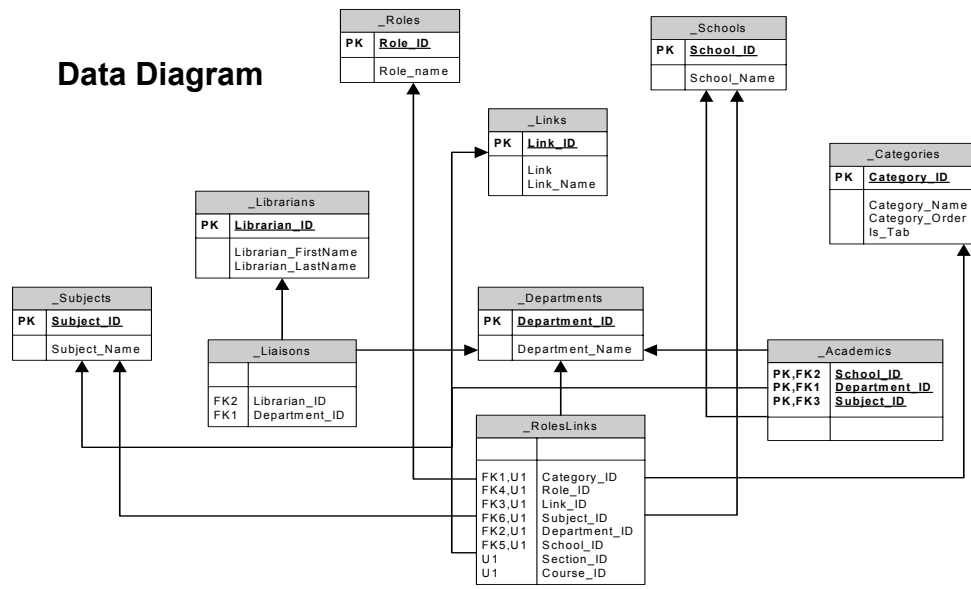 Data Diagram
_Roles
PK Role_ID
Role_name
_Schools
PK School_ID
School_Name
_Links
PK Link_ID
Link
Link_Name
_Categories
PK Category_ID
Category_Name
Category_Order
Is_Tab
_Librarians
PK Librarian_ID
Librarian_FirstName
Librarian_LastName
_Subjects
PK Subject_ID
Subject_Name
_Departments
PK Department_ID
Department_Name
_Liaisons
FK2 Librarian_ID
FK1 Department_ID
_Academics
PK,FK2 School_ID
PK,FK1 Department_ID
PK,FK3 Subject_ID
_RolesLinks
FK1,U1 Category_ID
FK4,U1 Role_ID
FK3,U1 Link_ID
FK6,U1 Subject_ID
FK2,U1 Department_ID
FK5,U1 School_ID
U1 Section_ID
U1 Course_ID